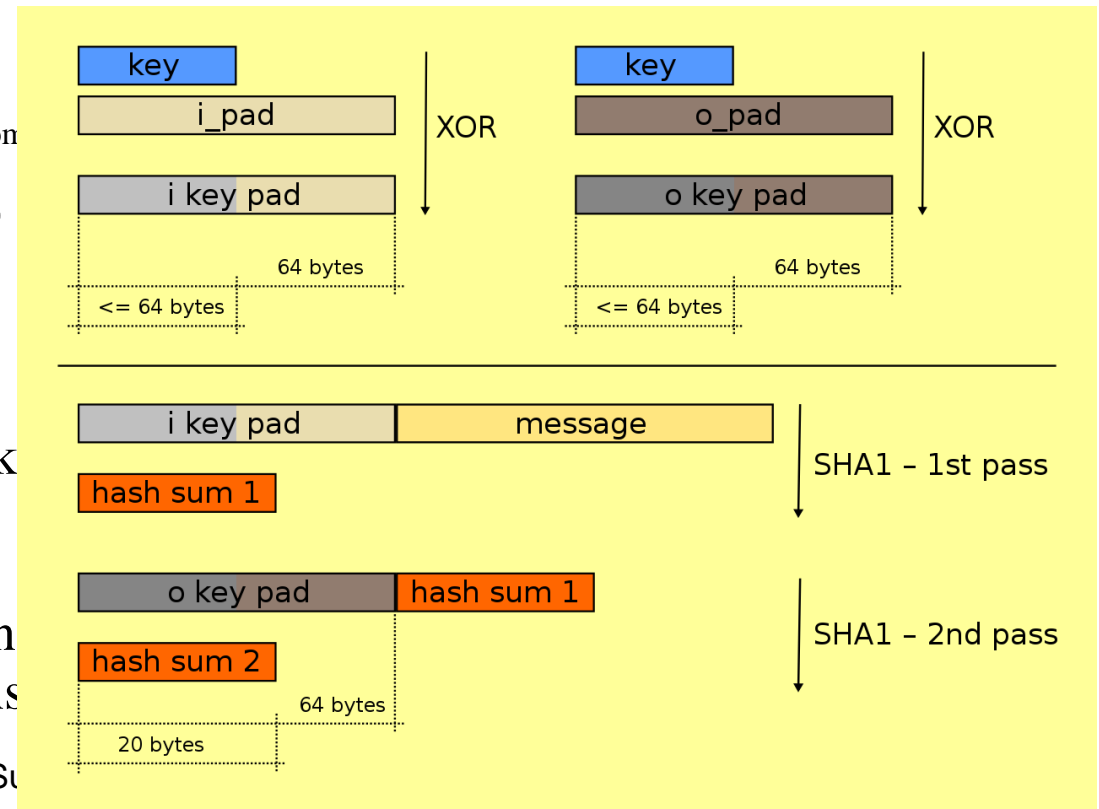 key
i_pad
XOR
i key pad
64 bytes
<= 64 bytes
key
o_pad
XOR
o key pad
64 bytes
<= 64 bytes
i key pad message
SHA1 – 1st pass
hash sum 1
o key pad hash sum 1
SHA1 – 2nd pass
hash sum 2
64 bytes
20 bytes